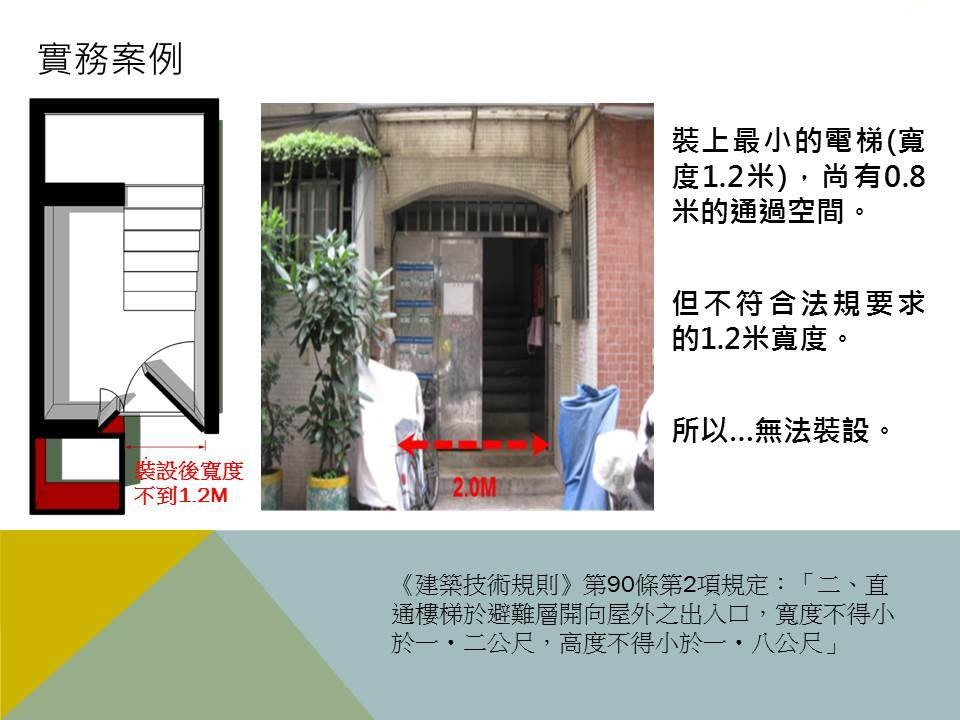 實務案例
裝上最小的電梯(寬
度1.2米)，尚有0.8
米的通過空間。
但不符合法規要求
的1.2米寬度。
所以…無法裝設。
裝設後寬度
不到1.2M
2.0M
《建築技術規則》第90條第2項規定：「二、直
通樓梯於避難層開向屋外之出入口，寬度不得小
於一‧二公尺，高度不得小於一‧八公尺」